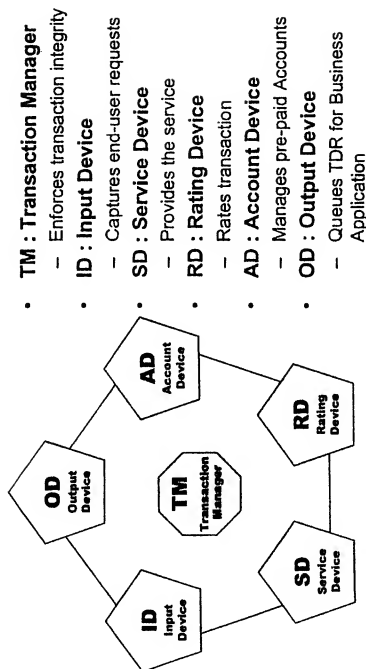 OD
Output
Device
ID
Input
Device
TM
Transaction
Manager
AD
Account
Device
SD
Service
Device
RD
Rating
Device
• TM : Transaction Manager
– Enforces transaction integrity
• ID : Input Device
– Captures end-user requests
• SD : Service Device
– Provides the service
• RD : Rating Device
– Rates transaction
• AD : Account Device
– Manages pre-paid Accounts
• OD : Output Device
– Queues TDR for Business
Application